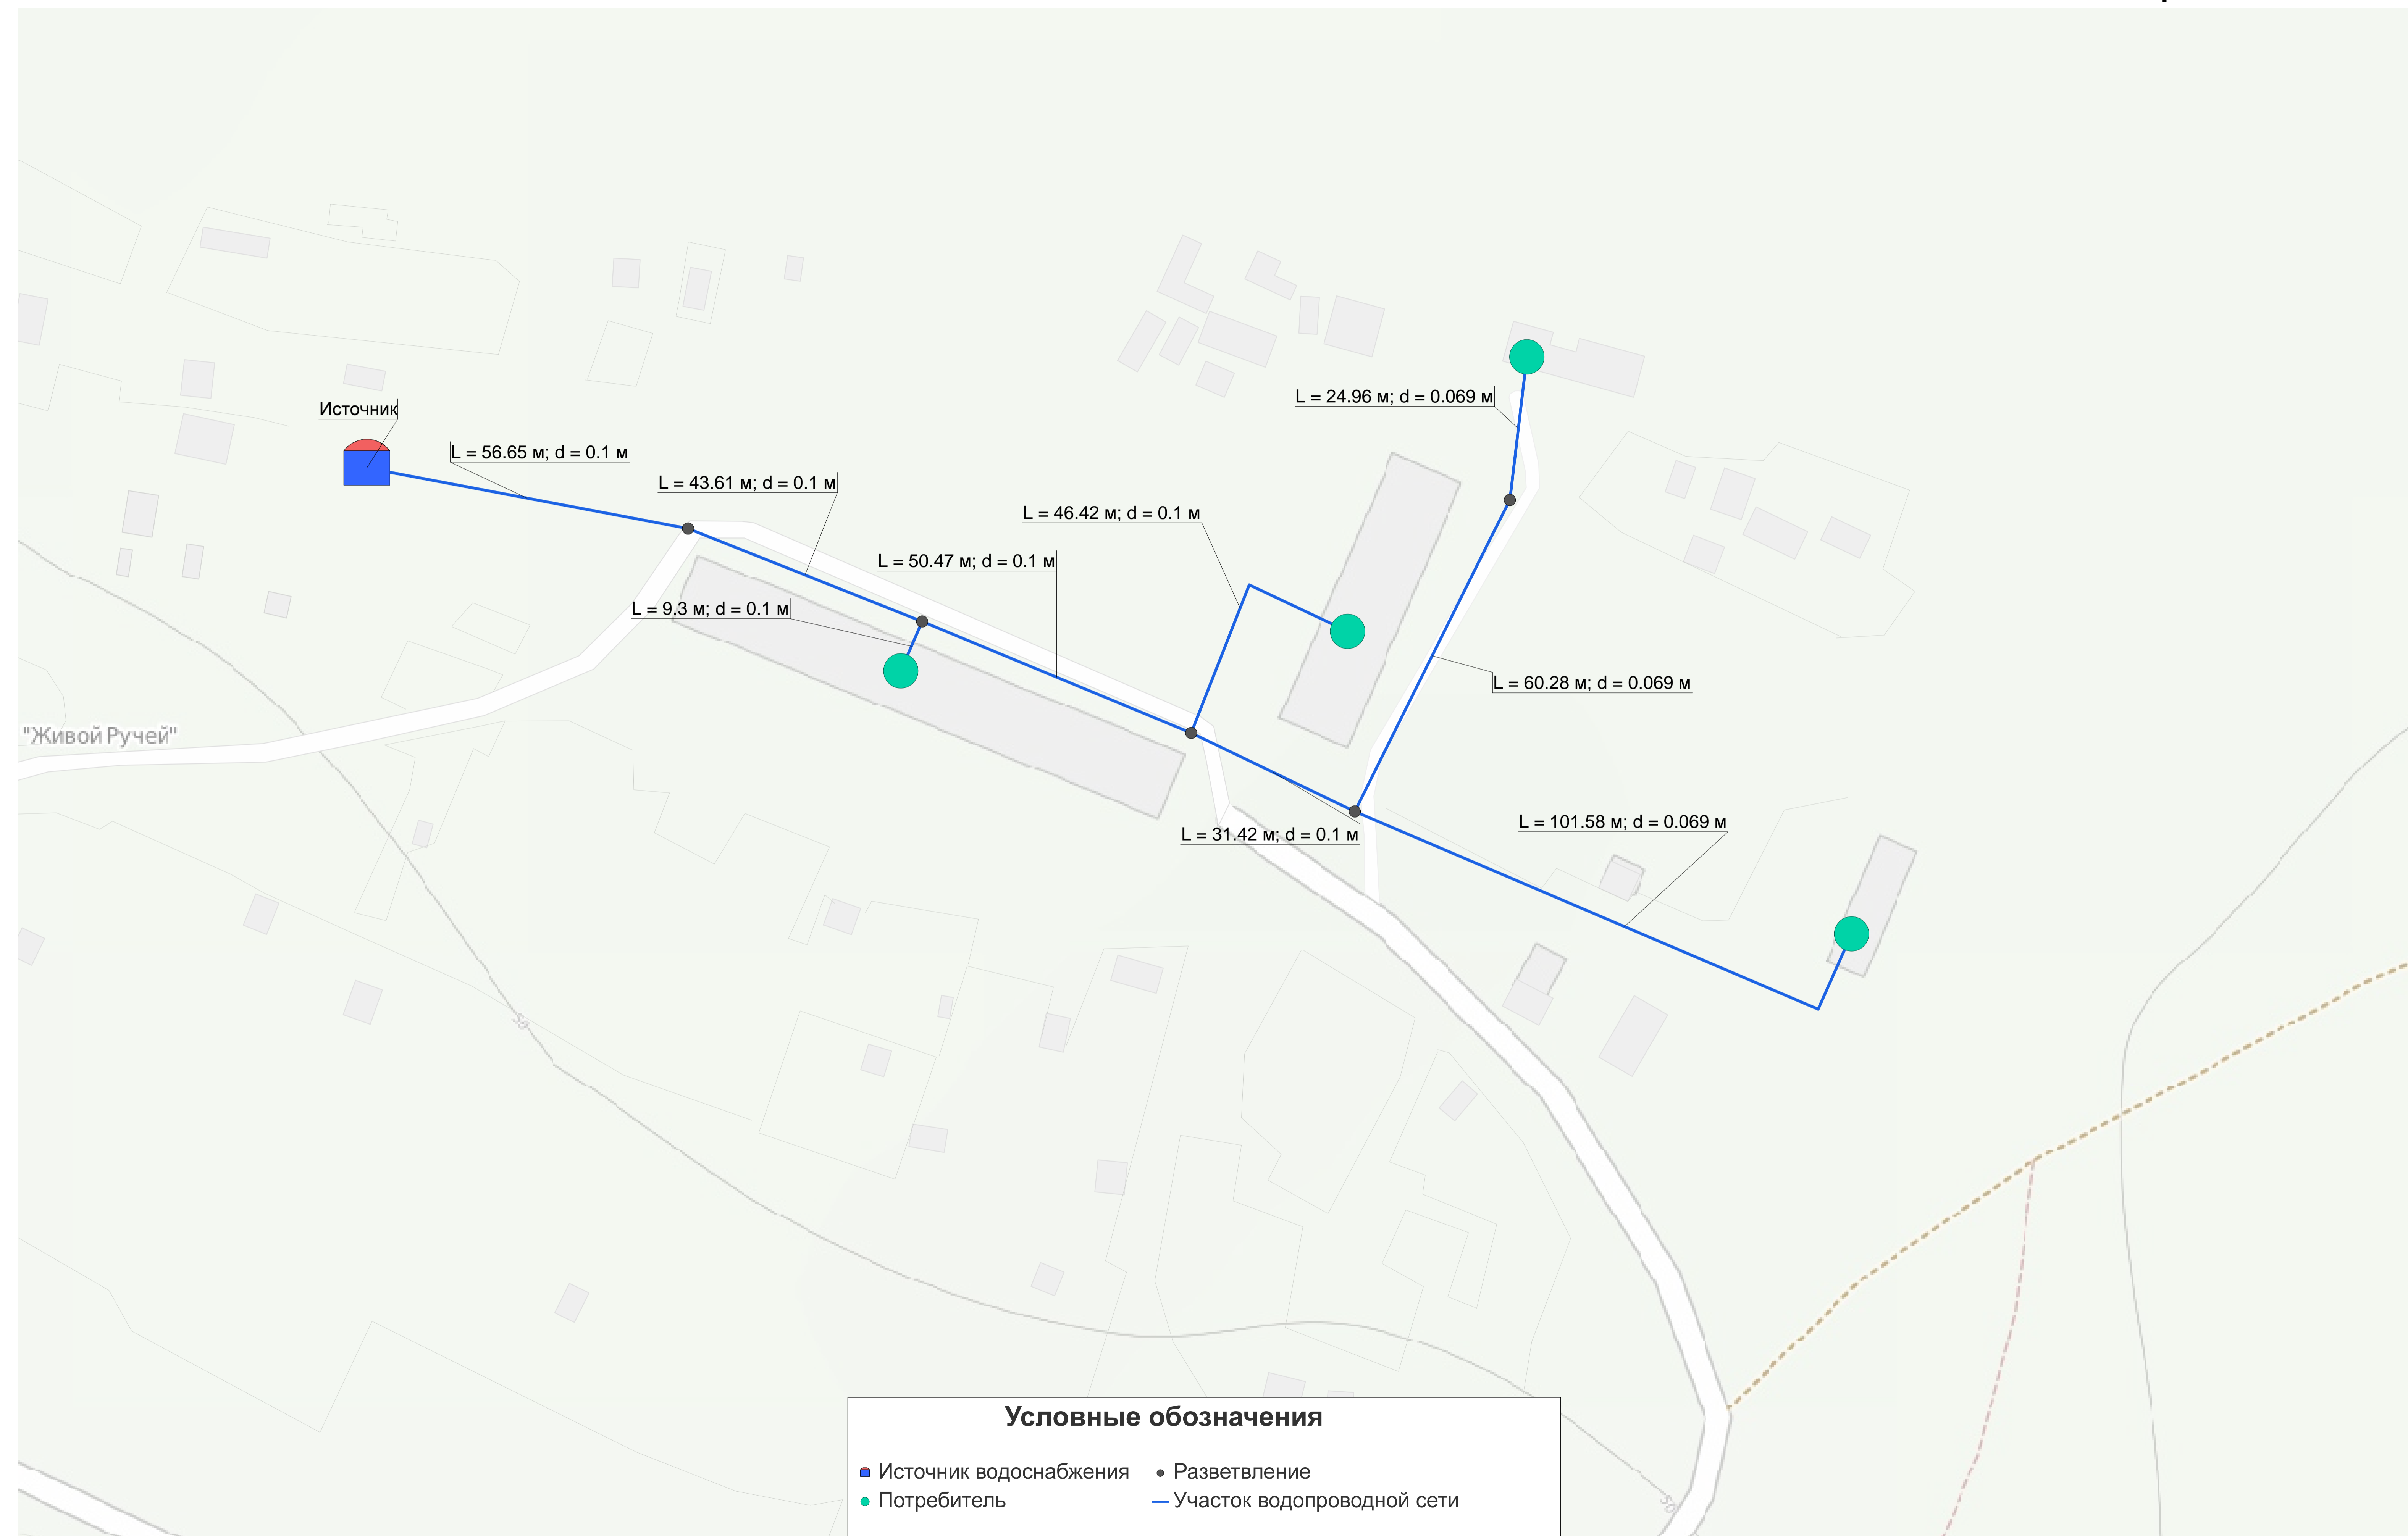 L = 24.96 м; d = 0.069 м
Источник
L = 56.65 м; d = 0.1 м
L = 43.61 м; d = 0.1 м
L = 46.42 м; d = 0.1 м
L = 50.47 м; d = 0.1 м
L = 9.3 м; d = 0.1 м
L = 60.28 м; d = 0.069 м
"Живой Ручей"
L = 101.58 м; d = 0.069 м
L = 31.42 м; d = 0.1 м
50
Условные обозначения
Источник водоснабжения
Разветвление
Потребитель
Участок водопроводной сети
50